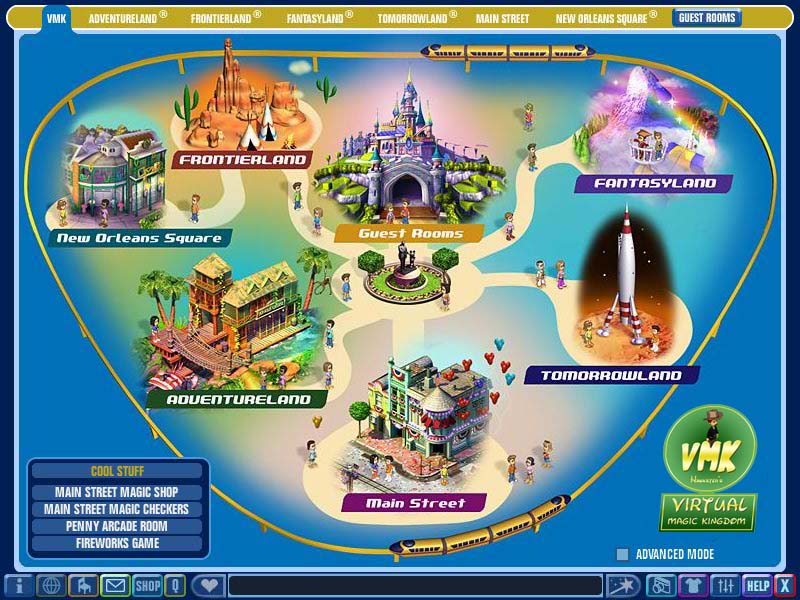 VMK ADVENTURELAND® FRONTIERLAND® FANTASYLAND® TOMORROWLAND® MAIN STREET NEW ORLEANS SQUARE® GUEST ROOMS
FRONTIERLAND
FANTASYLAND
New Orleans Square
Guest Rooms
TOMORROWLAND
ADVENTURELAND
Main Street
VMK
VIRTUAL
MAGIC KINGDOM
COOL STUFF
MAIN STREET MAGIC SHOP
MAIN STREET MAGIC CHECKERS
PENNY ARCADE ROOM
FIREWORKS GAME
ADVANCED MODE
i SHOP Q HELP X